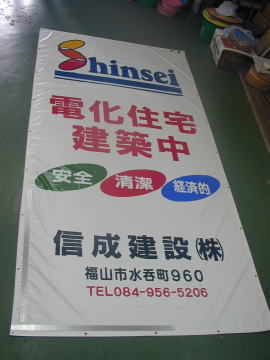 Shinsei
電化住宅
建築中
安全 清潔 経済的
信成建設㈱
福山市水呑町960
TEL084-956-5206